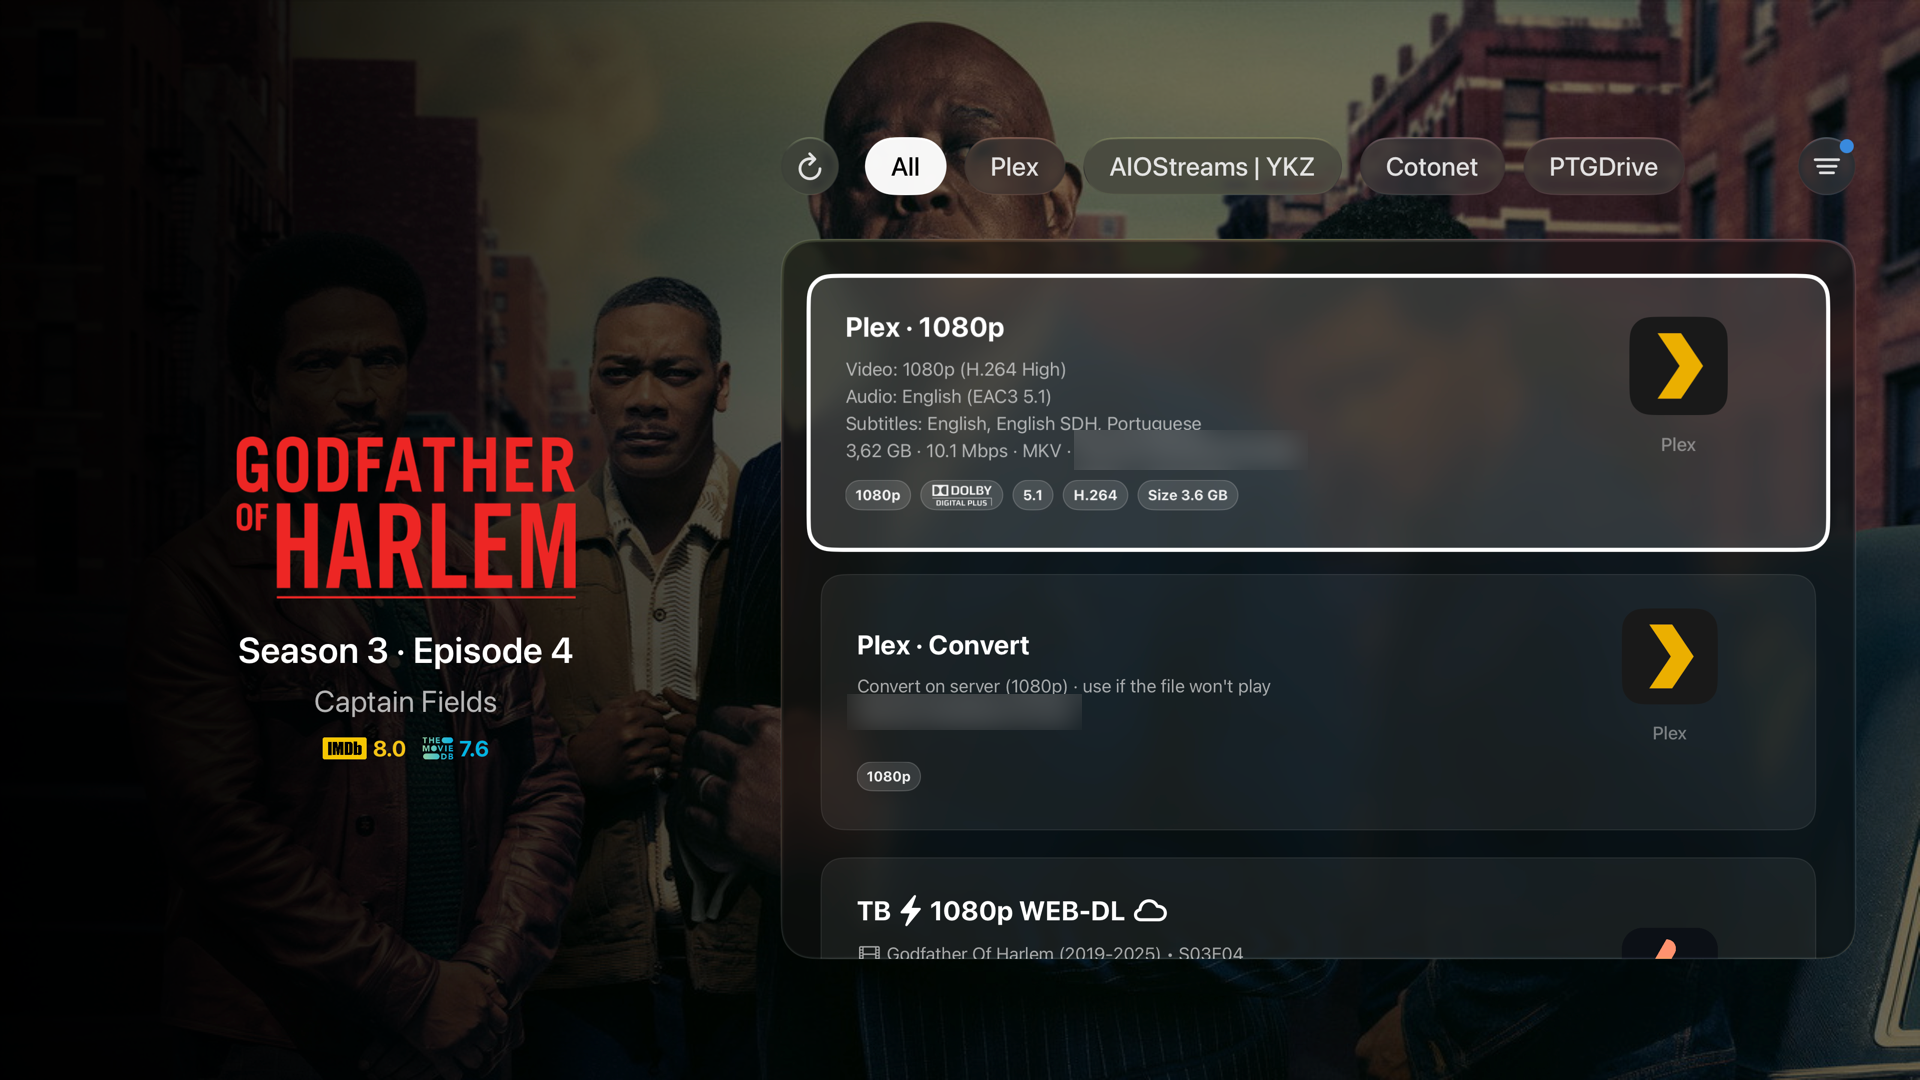 All
Plex
AIOStreams | YKZ
Cotonet
PTGDrive
GODFATHER
OF HARLEM
Season 3 · Episode 4
Captain Fields
IMDb 8.0 THE MOVIE DB 7.6
Plex · 1080p
Video: 1080p (H.264 High)
Audio: English (EAC3 5.1)
Subtitles: English, English SDH, Portuguese
3,62 GB · 10.1 Mbps · MKV ·
1080p DOLBY DIGITAL PLUS 5.1 H.264 Size 3.6 GB
Plex
Plex · Convert
Convert on server (1080p) · use if the file won't play
1080p
Plex
TB ⚡ 1080p WEB-DL
Godfather Of Harlem (2019-2025) • S03E04